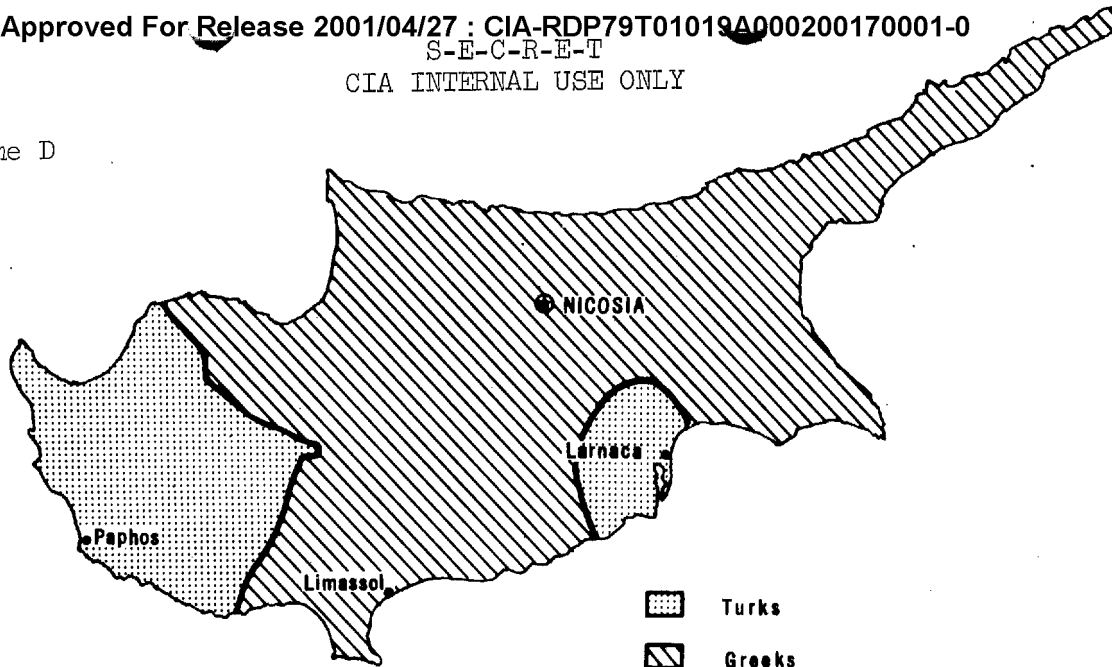 Approved For Release 2001/04/27 : CIA-RDP79T01019A000200170001-0
S-E-C-R-E-T
CIA INTERNAL USE ONLY
D
NICOSIA
Larnaca
Paphos
Limassol
Turks
Greeks